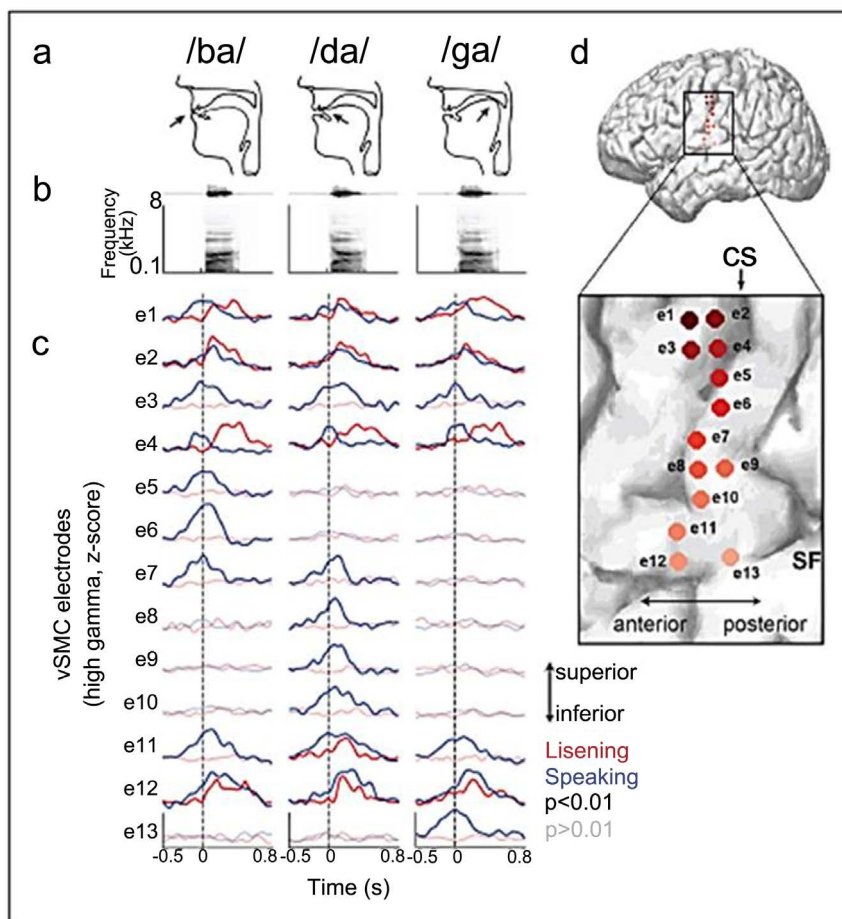 a /ba/ /da/ /ga/ d
b
Frequency
(kHz)
8
0.1
c
vSMC electrodes
(high gamma, z-score)
e1
e2
e3
e4
e5
e6
e7
e8
e9
e10
e11
e12
e13
-0.5 0 0.8 -0.5 0 0.8 -0.5 0 0.8
Time (s)
CS
e1 e2
e3 e4
e5
e6
e7
e8 e9
e10
e11
e12 e13 SF
anterior posterior
superior
inferior
Lisening
Speaking
p<0.01
p>0.01